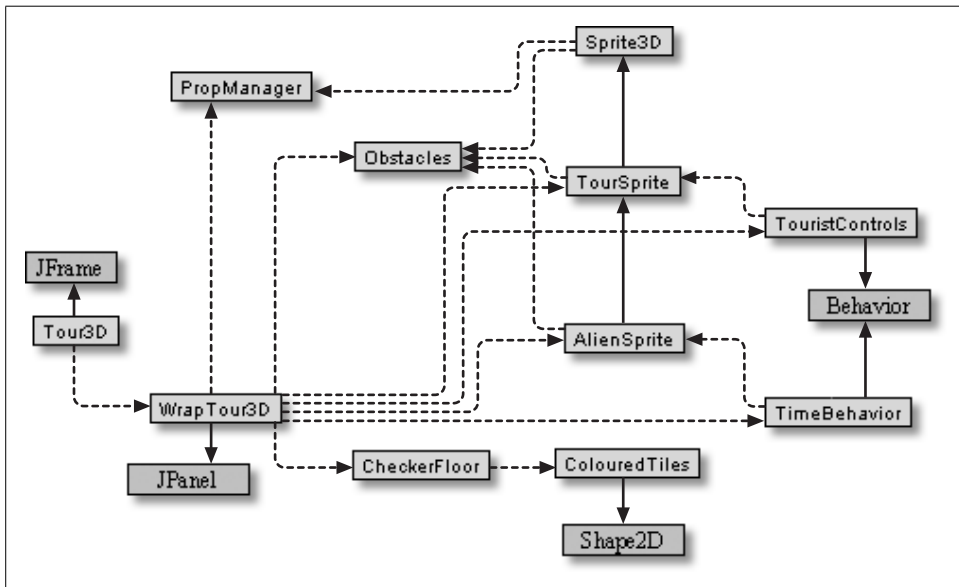 Sprite3D
PropManager
Obstacles
TourSprite
TouristControls
JFrame
Behavior
Tour3D
AlienSprite
WrapTour3D
TimeBehavior
JPanel
CheckerFloor
ColouredTiles
Shape2D